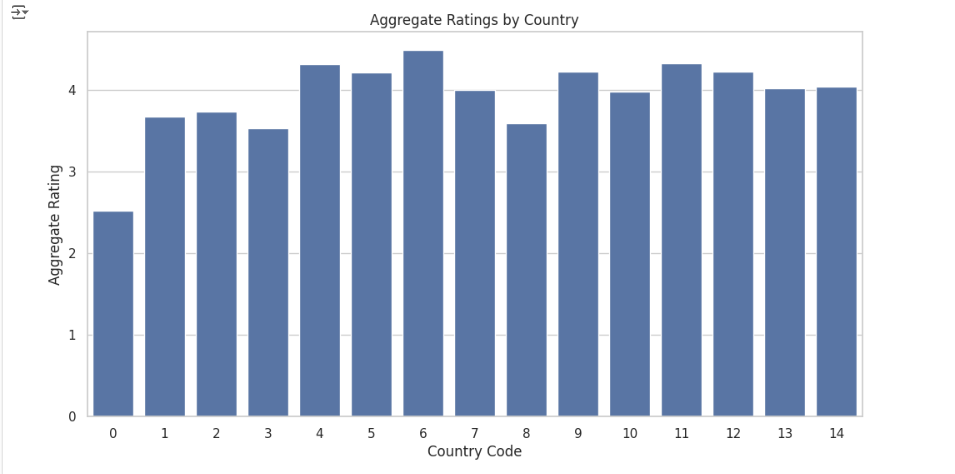 Aggregate Ratings by Country
Aggregate Rating
4
3
2
1
0
0 1 2 3 4 5 6 7 8 9 10 11 12 13 14
Country Code